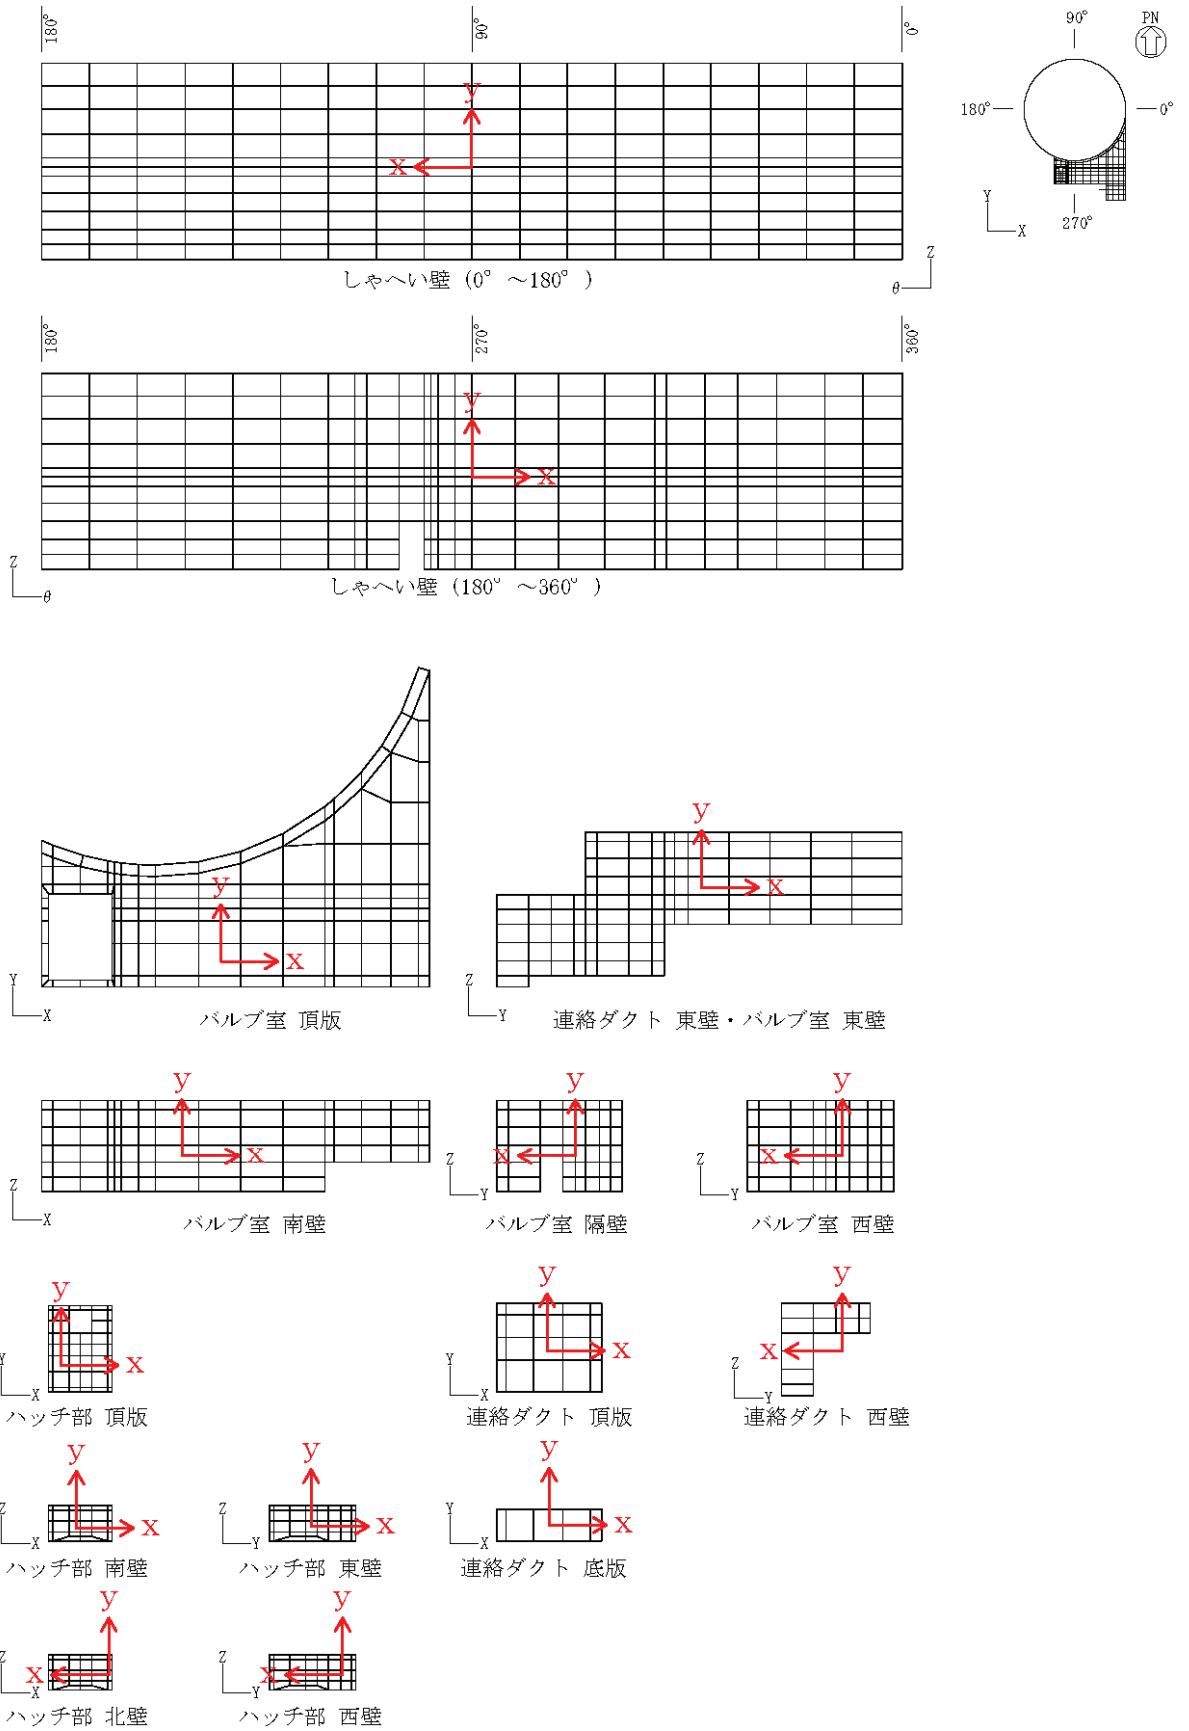 180°
90°
0°
90°
PN
180°
0°
270°
Y
X
y
x
Z
θ
しゃへい壁 (0° ～180° )
180°
270°
360°
y
x
Z
θ
しゃへい壁 (180° ～360° )
y
x
Y
X
バルブ室 頂版
y
x
Z
Y
連絡ダクト 東壁・バルブ室 東壁
y
x
Z
X
バルブ室 南壁
y
x
Z
Y
バルブ室 隔壁
y
x
Z
Y
バルブ室 西壁
y
x
Y
X
ハッチ部 頂版
y
x
Y
X
連絡ダクト 頂版
y
x
Z
Y
連絡ダクト 西壁
y
x
Z
X
ハッチ部 南壁
y
x
Z
Y
ハッチ部 東壁
y
x
Y
X
連絡ダクト 底版
y
x
Z
X
ハッチ部 北壁
y
x
Z
Y
ハッチ部 西壁